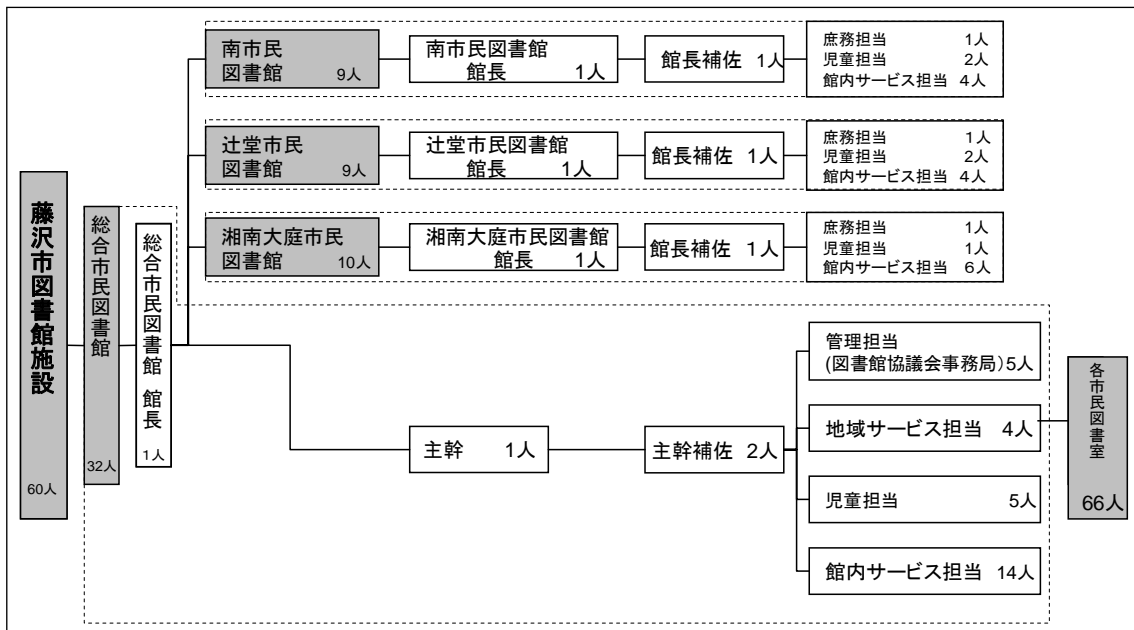 藤沢市図書館施設
60人
総合市民図書館
32人
総合市民図書館 館長
1人
南市民
図書館 9人
南市民図書館
館長 1人
館長補佐 1人
庶務担当 1人
児童担当 2人
館内サービス担当 4人
辻堂市民
図書館 9人
辻堂市民図書館
館長 1人
館長補佐 1人
庶務担当 1人
児童担当 2人
館内サービス担当 4人
湘南大庭市民
図書館 10人
湘南大庭市民図書館
館長 1人
館長補佐 1人
庶務担当 1人
児童担当 1人
館内サービス担当 6人
主幹 1人
主幹補佐 2人
管理担当
(図書館協議会事務局)5人
地域サービス担当 4人
児童担当 5人
館内サービス担当 14人
各市民図書室
66人